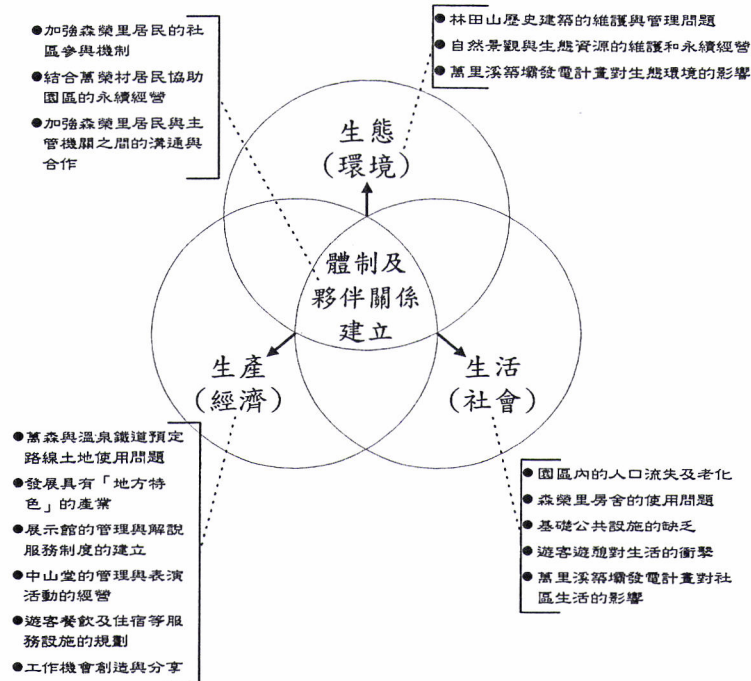 ●加強森榮里居民的社
區參與機制
●結合萬榮村居民協助
園區的永續經營
●加強森榮里居民與主
管機關之間的溝通與
合作
●林田山歷史建築的維護與管理問題
●自然景觀與生態資源的維護和永續經營
●萬里溪築壩發電計畫對生態環境的影響
生態
(環境)
體制及
夥伴關係
建立
生產
(經濟)
生活
(社會)
●萬森與溫泉鐵道預定
路線土地使用問題
●發展具有「地方特
色」的產業
●展示館的管理與解說
服務制度的建立
●中山堂的管理與表演
活動的經營
●遊客餐飲及住宿等服
務設施的規劃
●工作機會創造與分享
●園區內的人口流失及老化
●森榮里房舍的使用問題
●基礎公共設施的缺乏
●遊客遊憩對生活的衝擊
●萬里溪築壩發電計畫對社
區生活的影響